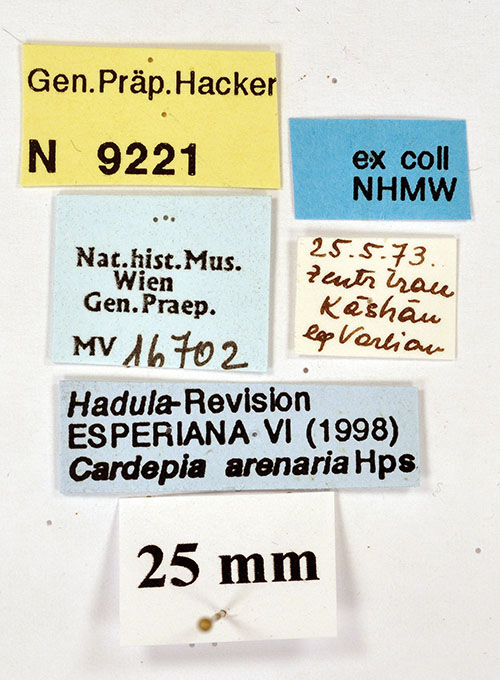 Gen.Präp.Hacker
N 9221
ex coll
NHMW
Nat.hist.Mus.
Wien
Gen.Praep.
MV 16702
25.5.73.
Zentr Iran
Kāshān
leg Vartian
Hadula-Revision
ESPERIANA VI (1998)
Cardepia arenaria Hps
25 mm